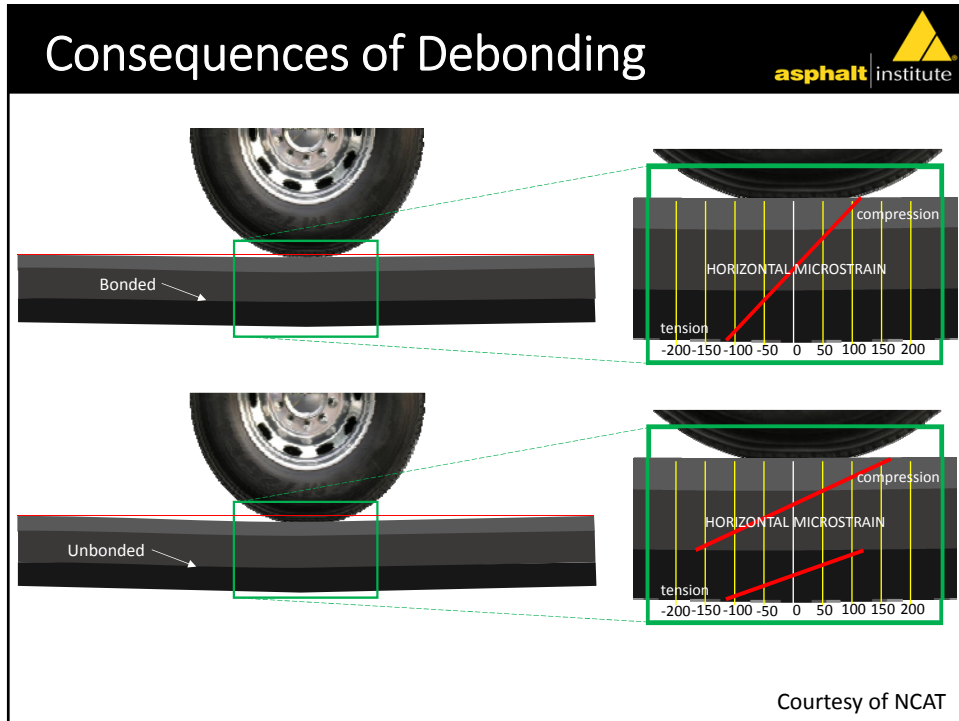 Consequences of Debonding
asphalt institute
Bonded
compression
HORIZONTAL MICROSTRAIN
tension
-200 -150 -100 -50 0 50 100 150 200
Unbonded
compression
HORIZONTAL MICROSTRAIN
tension
-200 -150 -100 -50 0 50 100 150 200
Courtesy of NCAT